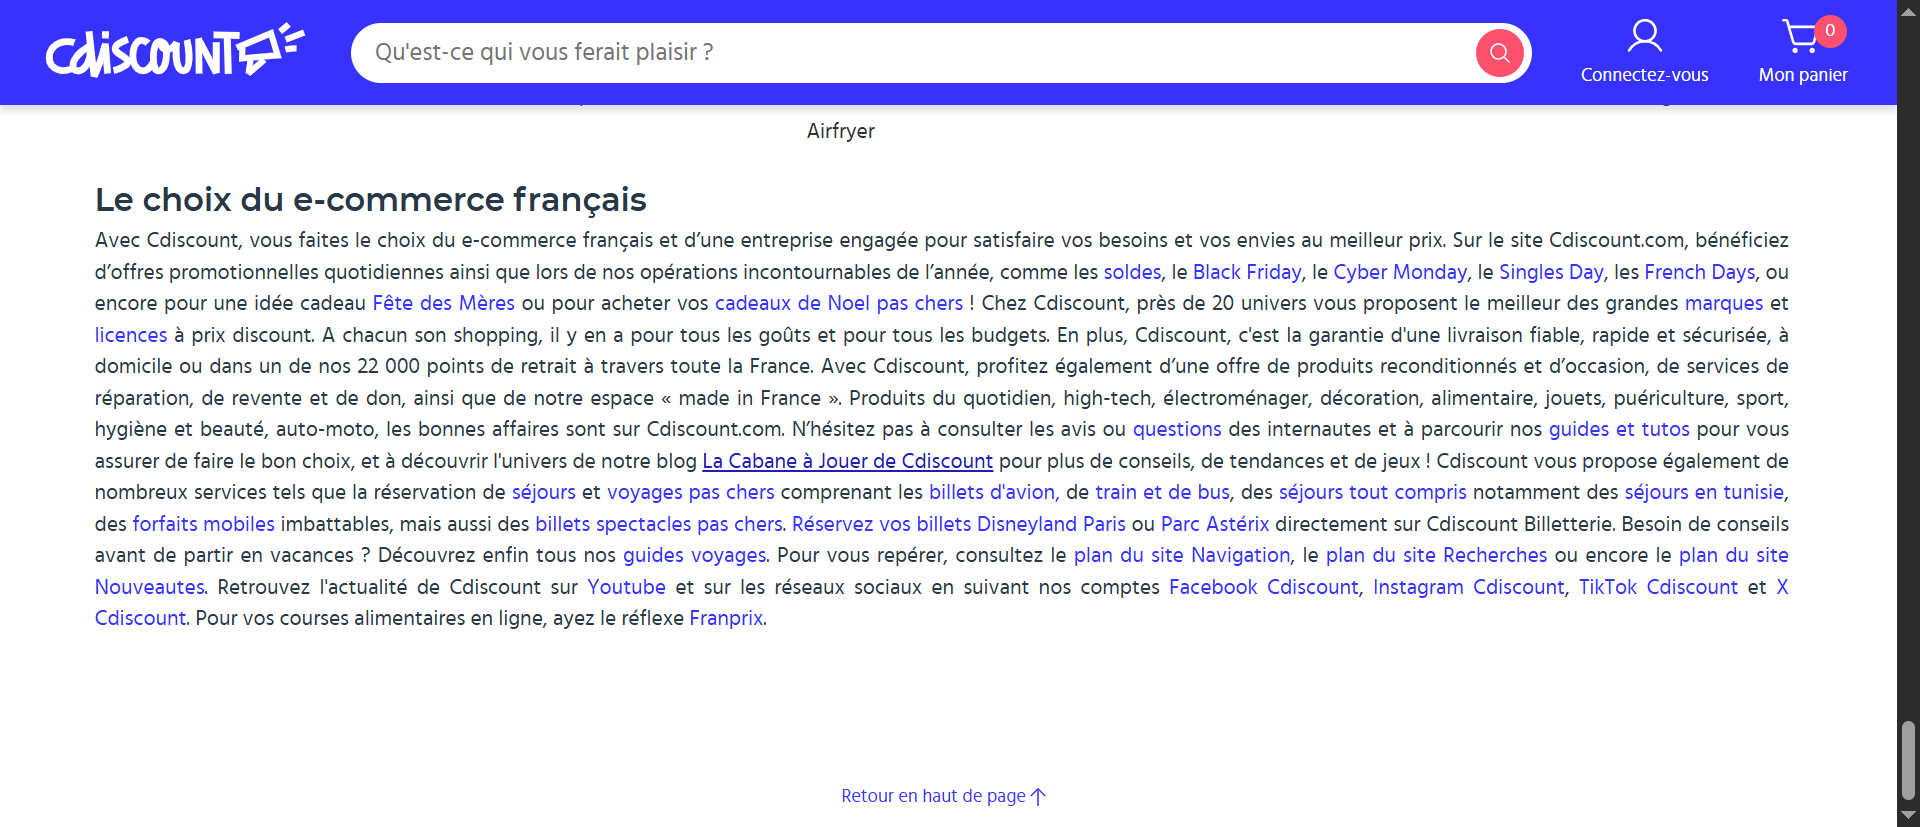 cdiscount
Qu'est-ce qui vous ferait plaisir ?
0
Connectez-vous
Mon panier
Airfryer
Le choix du e-commerce français
Avec Cdiscount, vous faites le choix du e-commerce français et d’une entreprise engagée pour satisfaire vos besoins et vos envies au meilleur prix. Sur le site Cdiscount.com, bénéficiez
d’offres promotionnelles quotidiennes ainsi que lors de nos opérations incontournables de l’année, comme les soldes, le Black Friday, le Cyber Monday, le Singles Day, les French Days, ou
encore pour une idée cadeau Fête des Mères ou pour acheter vos cadeaux de Noel pas chers ! Chez Cdiscount, près de 20 univers vous proposent le meilleur des grandes marques et
licences à prix discount. A chacun son shopping, il y en a pour tous les goûts et pour tous les budgets. En plus, Cdiscount, c'est la garantie d'une livraison fiable, rapide et sécurisée, à
domicile ou dans un de nos 22 000 points de retrait à travers toute la France. Avec Cdiscount, profitez également d’une offre de produits reconditionnés et d’occasion, de services de
réparation, de revente et de don, ainsi que de notre espace « made in France ». Produits du quotidien, high-tech, électroménager, décoration, alimentaire, jouets, puériculture, sport,
hygiène et beauté, auto-moto, les bonnes affaires sont sur Cdiscount.com. N’hésitez pas à consulter les avis ou questions des internautes et à parcourir nos guides et tutos pour vous
assurer de faire le bon choix, et à découvrir l'univers de notre blog La Cabane à Jouer de Cdiscount pour plus de conseils, de tendances et de jeux ! Cdiscount vous propose également de
nombreux services tels que la réservation de séjours et voyages pas chers comprenant les billets d'avion, de train et de bus, des séjours tout compris notamment des séjours en tunisie,
des forfaits mobiles imbattables, mais aussi des billets spectacles pas chers. Réservez vos billets Disneyland Paris ou Parc Astérix directement sur Cdiscount Billetterie. Besoin de conseils
avant de partir en vacances ? Découvrez enfin tous nos guides voyages. Pour vous repérer, consultez le plan du site Navigation, le plan du site Recherches ou encore le plan du site
Nouveautes. Retrouvez l'actualité de Cdiscount sur Youtube et sur les réseaux sociaux en suivant nos comptes Facebook Cdiscount, Instagram Cdiscount, TikTok Cdiscount et X
Cdiscount. Pour vos courses alimentaires en ligne, ayez le réflexe Franprix.
Retour en haut de page